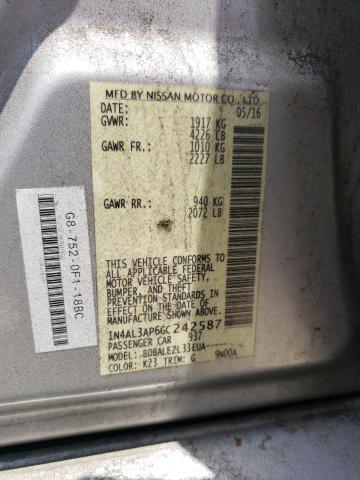 MFD BY NISSAN MOTOR CO., LTD.
DATE: 05/16
GVWR: 1917 KG
4226 LB
GAWR FR.: 1010 KG
2227 LB
GAWR RR.: 940 KG
2072 LB
THIS VEHICLE CONFORMS TO ALL
APPLICABLE FEDERAL MOTOR VEHICLE SAFETY,
BUMPER, AND THEFT
PREVENTION STANDARDS
IN EFFECT ON THE DATE OF
MANUFACTURE SHOWN ABOVE.
1N4AL3AP6GC242587
PASSENGER CAR 937
MODEL: BDBALEZL33EUA-----
COLOR: K23 TRIM: G 9N00A
G8-752-0F1-18BC